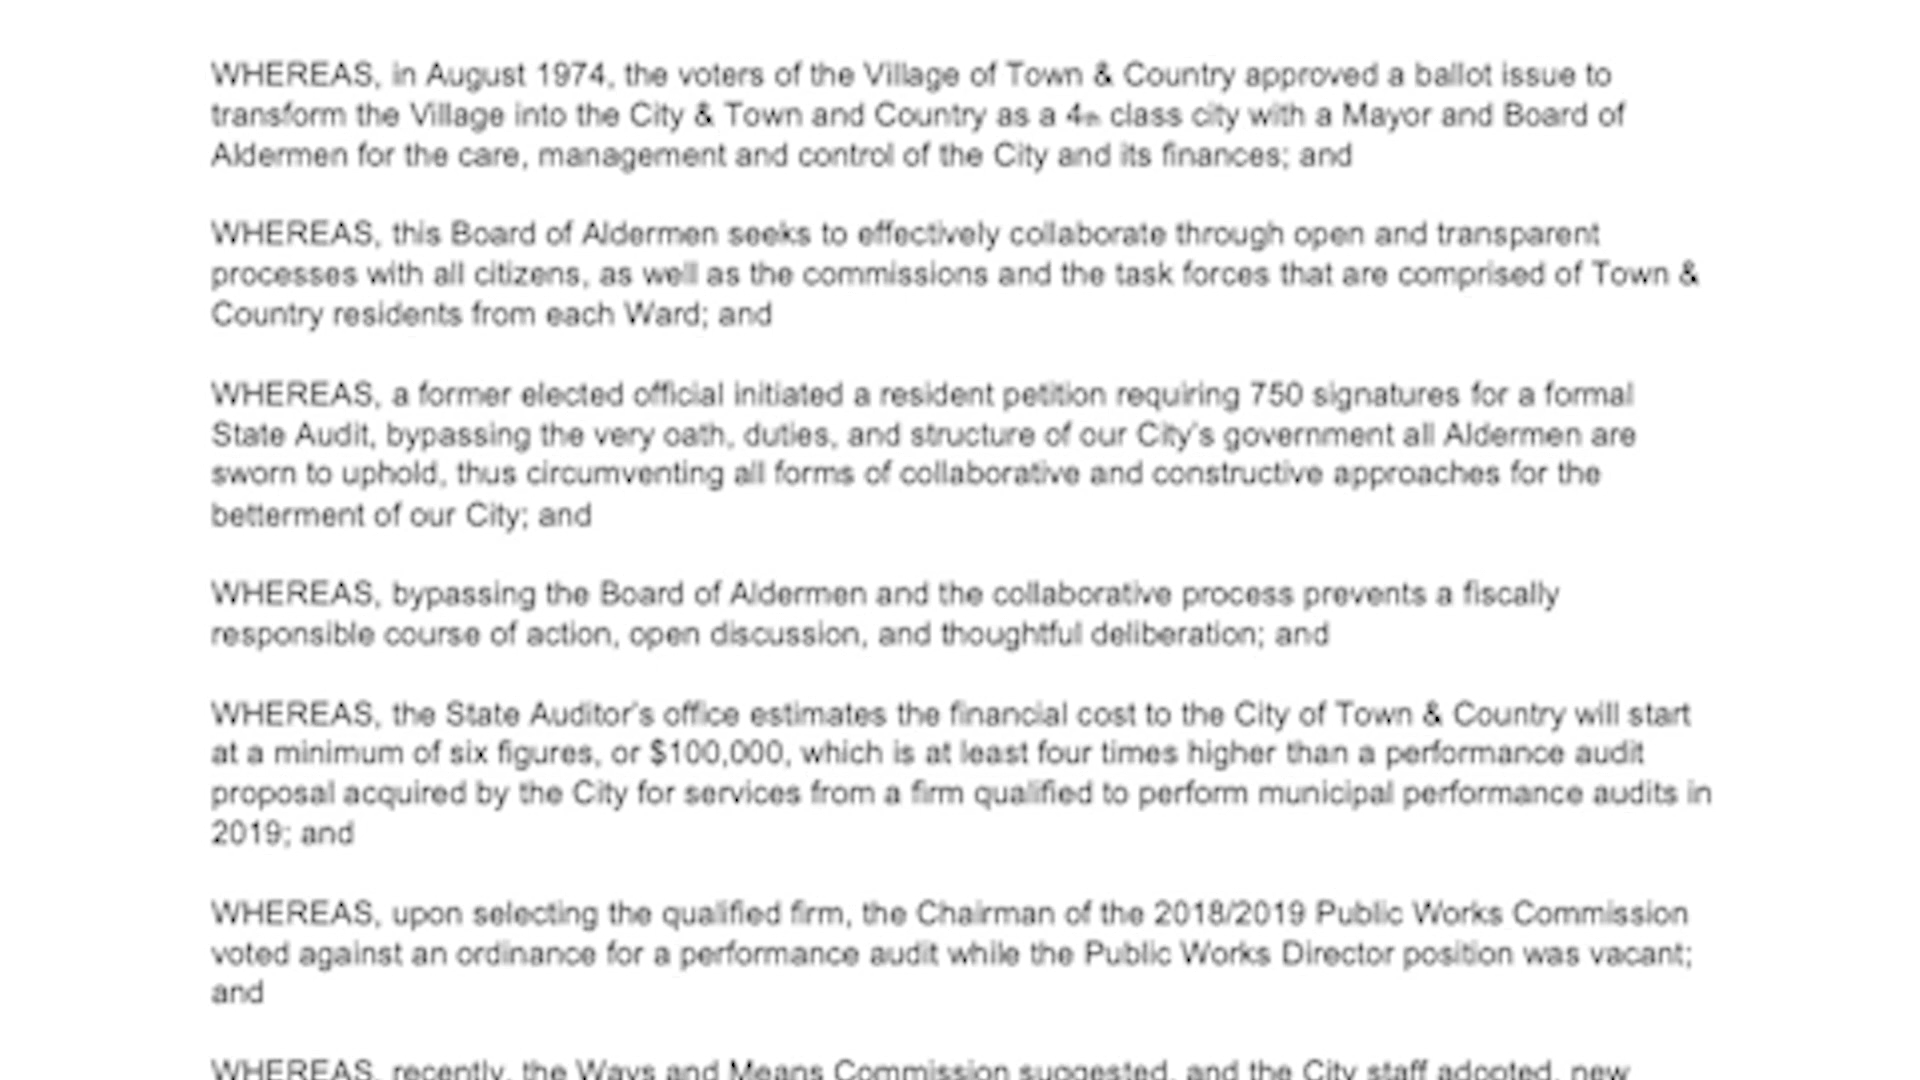 WHEREAS, in August 1974, the voters of the Village of Town & Country approved a ballot issue to
transform the Village into the City & Town and Country as a 4th class city with a Mayor and Board of
Aldermen for the care, management and control of the City and its finances; and
WHEREAS, this Board of Aldermen seeks to effectively collaborate through open and transparent
processes with all citizens, as well as the commissions and the task forces that are comprised of Town &
Country residents from each Ward; and
WHEREAS, a former elected official initiated a resident petition requiring 750 signatures for a formal
State Audit, bypassing the very oath, duties, and structure of our City's government all Aldermen are
sworn to uphold, thus circumventing all forms of collaborative and constructive approaches for the
betterment of our City; and
WHEREAS, bypassing the Board of Aldermen and the collaborative process prevents a fiscally
responsible course of action, open discussion, and thoughtful deliberation; and
WHEREAS, the State Auditor's office estimates the financial cost to the City of Town & Country will start
at a minimum of six figures, or $100,000, which is at least four times higher than a performance audit
proposal acquired by the City for services from a firm qualified to perform municipal performance audits in
2019; and
WHEREAS, upon selecting the qualified firm, the Chairman of the 2018/2019 Public Works Commission
voted against an ordinance for a performance audit while the Public Works Director position was vacant;
and
WHEREAS, recently, the Ways and Means Commission suggested, and the City staff adopted, new